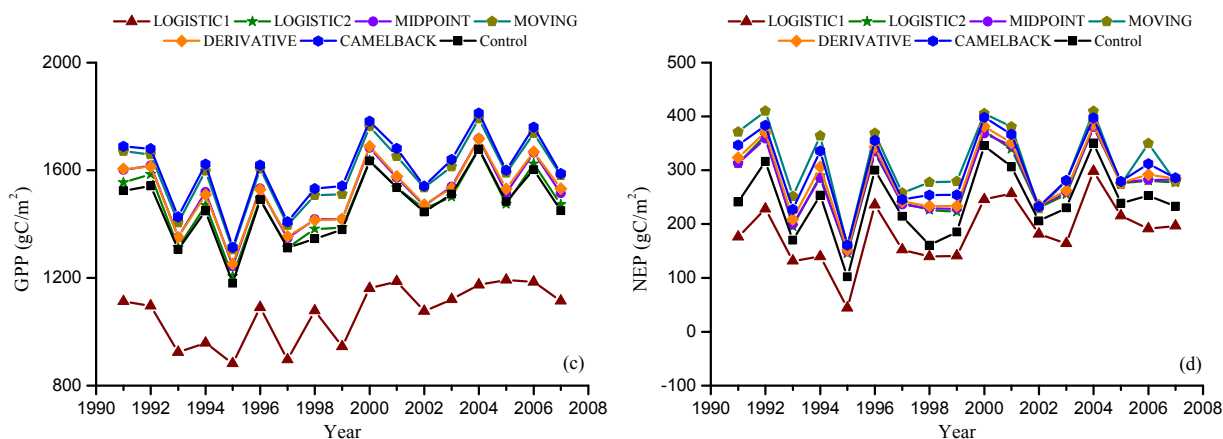 LOGISTIC1 LOGISTIC2 MIDPOINT MOVING
DERIVATIVE CAMELBACK Control
2000
1600
1200
800
GPP (gC/m²)
1990 1992 1994 1996 1998 2000 2002 2004 2006 2008
Year
(c)
LOGISTIC1 LOGISTIC2 MIDPOINT MOVING
DERIVATIVE CAMELBACK Control
500
400
300
200
100
0
-100
NEP (gC/m²)
1990 1992 1994 1996 1998 2000 2002 2004 2006 2008
Year
(d)